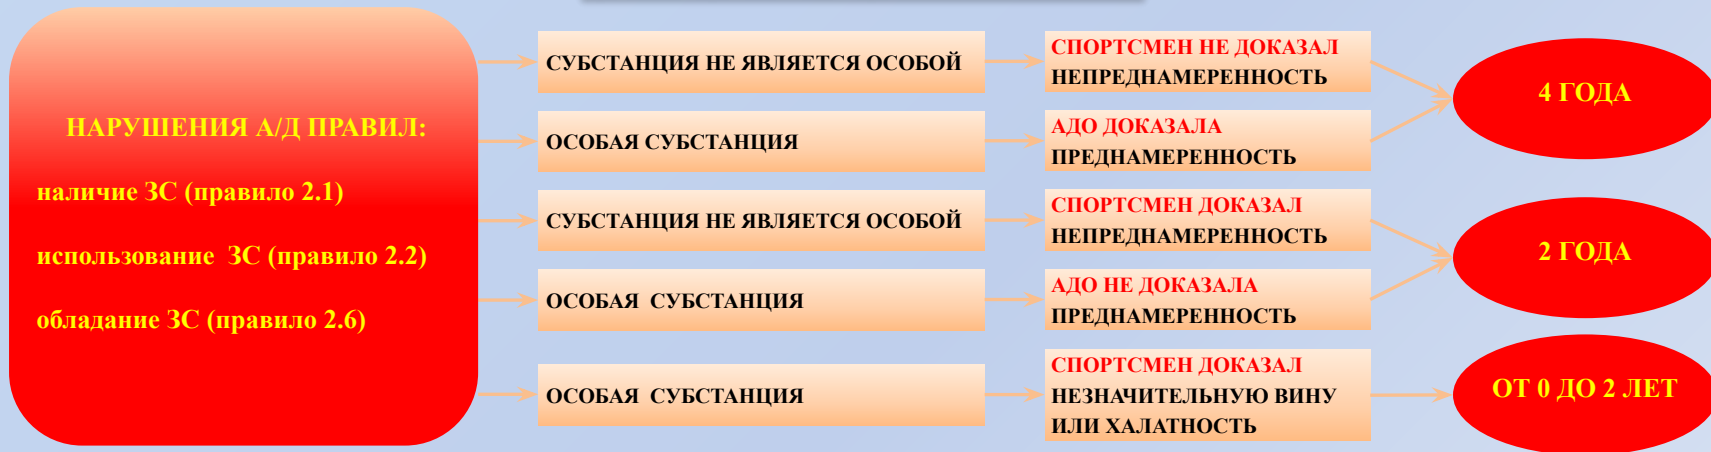 НАРУШЕНИЯ А/Д ПРАВИЛ:
наличие ЗС (правило 2.1)
использование ЗС (правило 2.2)
обладание ЗС (правило 2.6)
СУБСТАНЦИЯ НЕ ЯВЛЯЕТСЯ ОСОБОЙ
СПОРТСМЕН НЕ ДОКАЗАЛ
НЕПРЕДНАМЕРЕННОСТЬ
ОСОБАЯ СУБСТАНЦИЯ
АДО ДОКАЗАЛА
ПРЕДНАМЕРЕННОСТЬ
4 ГОДА
СУБСТАНЦИЯ НЕ ЯВЛЯЕТСЯ ОСОБОЙ
СПОРТСМЕН ДОКАЗАЛ
НЕПРЕДНАМЕРЕННОСТЬ
ОСОБАЯ СУБСТАНЦИЯ
АДО НЕ ДОКАЗАЛА
ПРЕДНАМЕРЕННОСТЬ
2 ГОДА
ОСОБАЯ СУБСТАНЦИЯ
СПОРТСМЕН ДОКАЗАЛ
НЕЗНАЧИТЕЛЬНУЮ ВИНУ
ИЛИ ХАЛАТНОСТЬ
ОТ 0 ДО 2 ЛЕТ